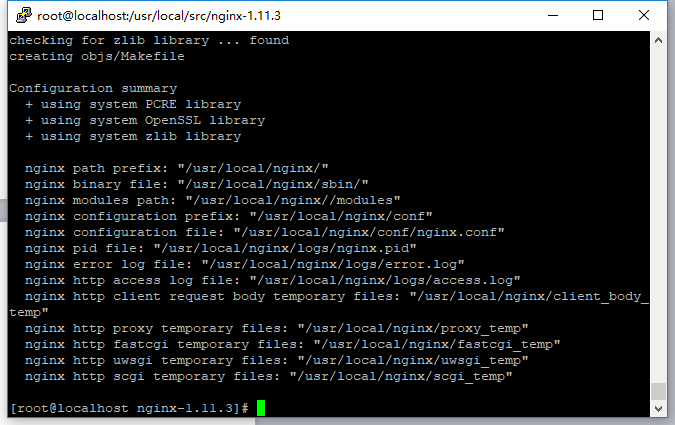 root@localhost:/usr/local/src/nginx-1.11.3
checking for zlib library ... found
creating objs/Makefile
Configuration summary
+ using system PCRE library
+ using system OpenSSL library
+ using system zlib library
nginx path prefix: "/usr/local/nginx/"
nginx binary file: "/usr/local/nginx/sbin/"
nginx modules path: "/usr/local/nginx//modules"
nginx configuration prefix: "/usr/local/nginx/conf"
nginx configuration file: "/usr/local/nginx/conf/nginx.conf"
nginx pid file: "/usr/local/nginx/logs/nginx.pid"
nginx error log file: "/usr/local/nginx/logs/error.log"
nginx http access log file: "/usr/local/nginx/logs/access.log"
nginx http client request body temporary files: "/usr/local/nginx/client_body_
temp"
nginx http proxy temporary files: "/usr/local/nginx/proxy_temp"
nginx http fastcgi temporary files: "/usr/local/nginx/fastcgi_temp"
nginx http uwsgi temporary files: "/usr/local/nginx/uwsgi_temp"
nginx http scgi temporary files: "/usr/local/nginx/scgi_temp"
[root@localhost nginx-1.11.3]#